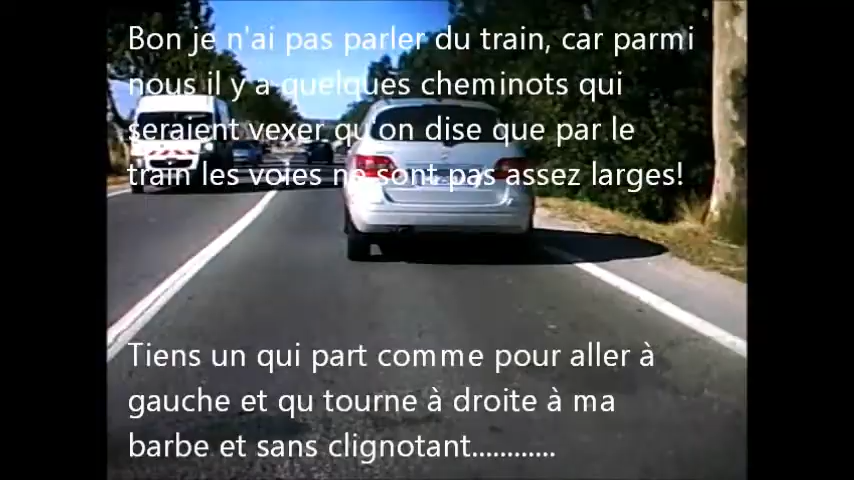 Bon je n'ai pas parler du train, car parmi
nous il y a quelques cheminots qui
seraient vexer qu'on dise que par le
train les voies ne sont pas assez larges!
Tiens un qui part comme pour aller à
gauche et qu tourne à droite à ma
barbe et sans clignotant............